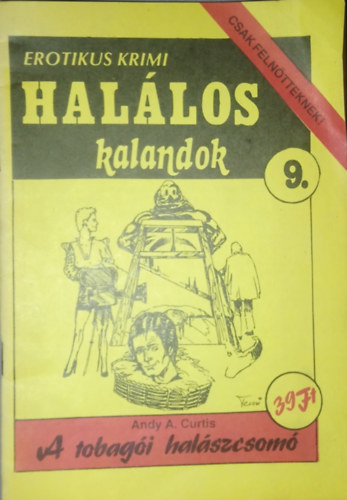 CSAK FELNŐTTEKNEK!
EROTIKUS KRIMI
HALÁLOS
kalandok
9.
39 Ft
Andy A. Curtis
A tobagói halászcsomó